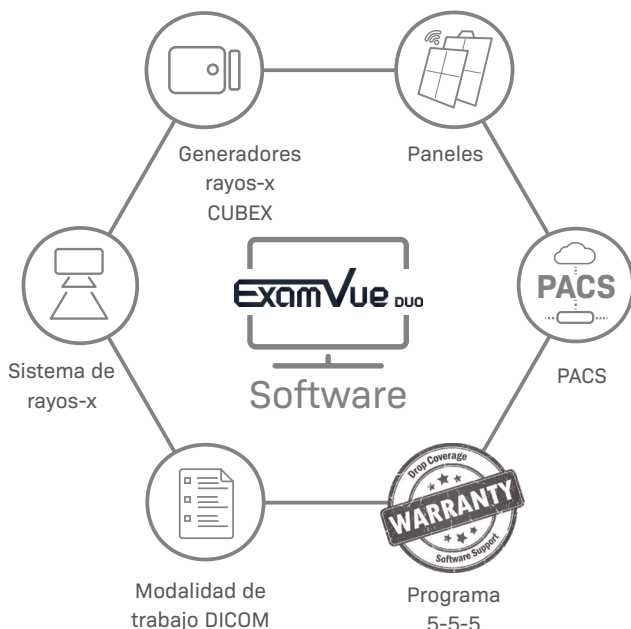 Generadores
rayos-x
CUBEX
Paneles
ExamVue DUO
Software
Sistema de
rayos-x
PACS
PACS
Modalidad de
trabajo DICOM
Drop Coverage
WARRANTY
Software Support
Programa
5-5-5